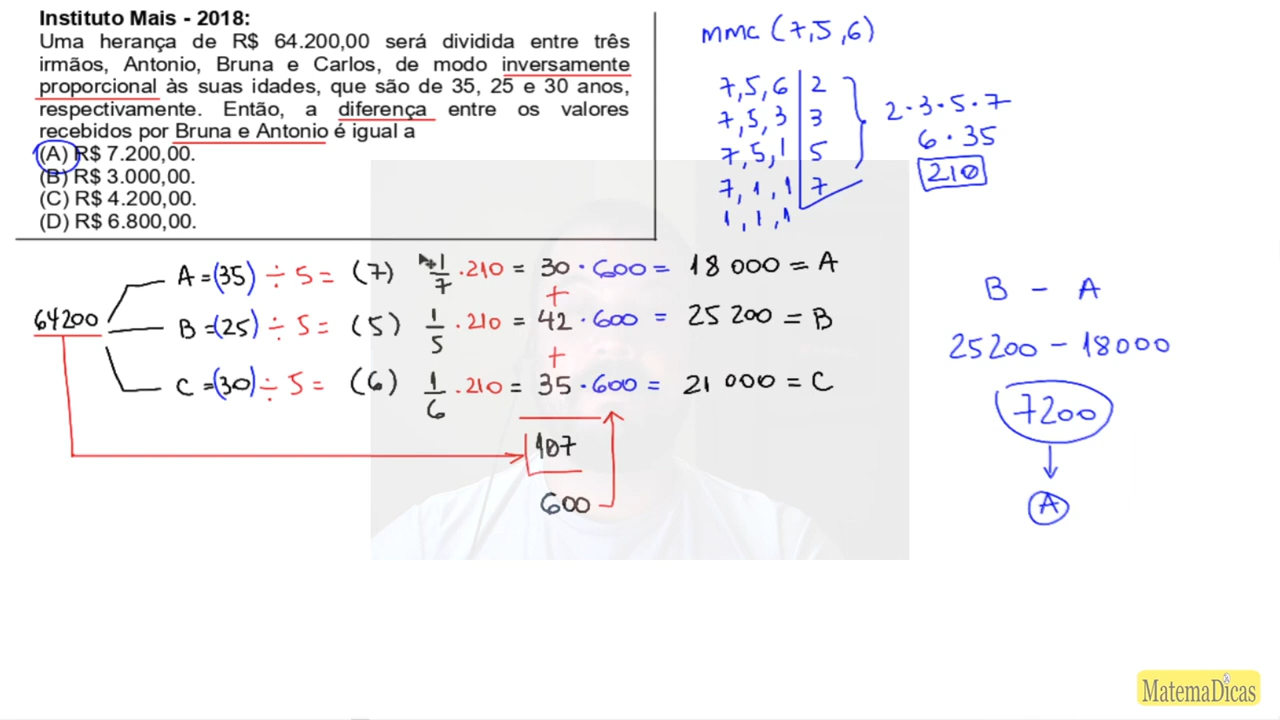 Instituto Mais - 2018:
Uma herança de R$ 64.200,00 será dividida entre três
irmãos, Antonio, Bruna e Carlos, de modo inversamente
proporcional às suas idades, que são de 35, 25 e 30 anos,
respectivamente. Então, a diferença entre os valores
recebidos por Bruna e Antonio é igual a
(A) R$ 7.200,00.
(B) R$ 3.000,00.
(C) R$ 4.200,00.
(D) R$ 6.800,00.
mmc (7,5,6)
7,5,6 | 2
7,5,3 | 3
7,5,1 | 5
7,1,1 | 7
1,1,1
2·3·5·7
6·35
210
64200
A=(35) ÷ 5 = (7) 1/7 .210 = 30 · 600 = 18 000 = A
+
B=(25) ÷ 5 = (5) 1/5 .210 = 42 · 600 = 25 200 = B
+
C=(30) ÷ 5 = (6) 1/6 .210 = 35 · 600 = 21 000 = C
107
600
B - A
25200 - 18000
7200
A
MatemaDicas